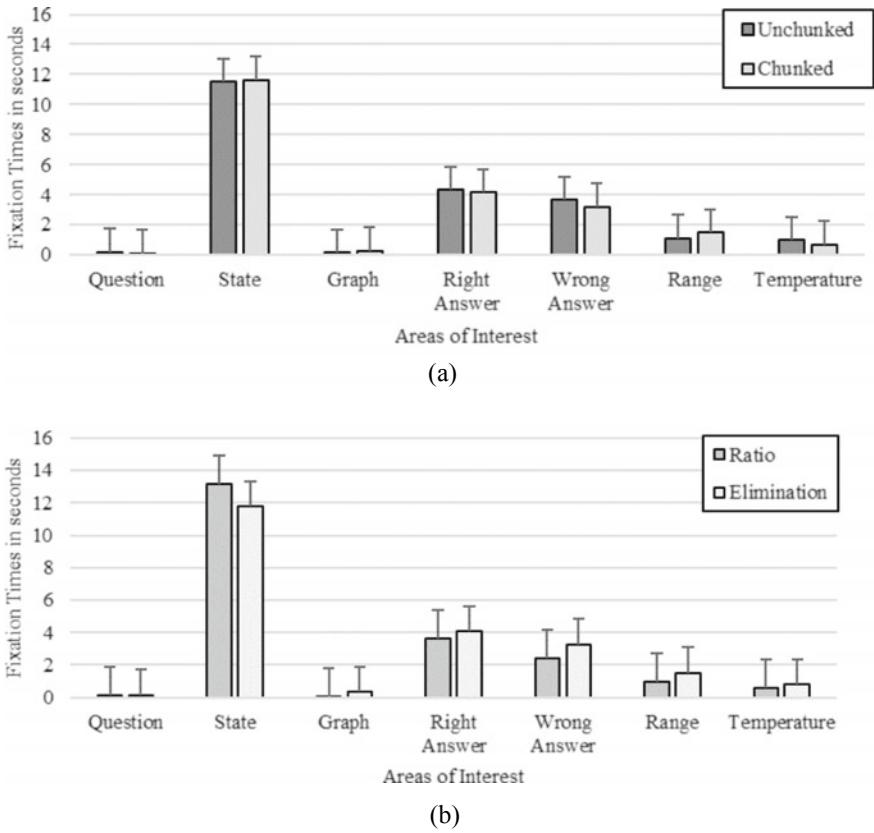 16
14
12
10
8
6
4
2
0
Fixation Times in seconds
Unchunked
Chunked
Question State Graph Right Answer Wrong Answer Range Temperature
Areas of Interest
(a)
16
14
12
10
8
6
4
2
0
Fixation Times in seconds
Ratio
Elimination
Question State Graph Right Answer Wrong Answer Range Temperature
Areas of Interest
(b)